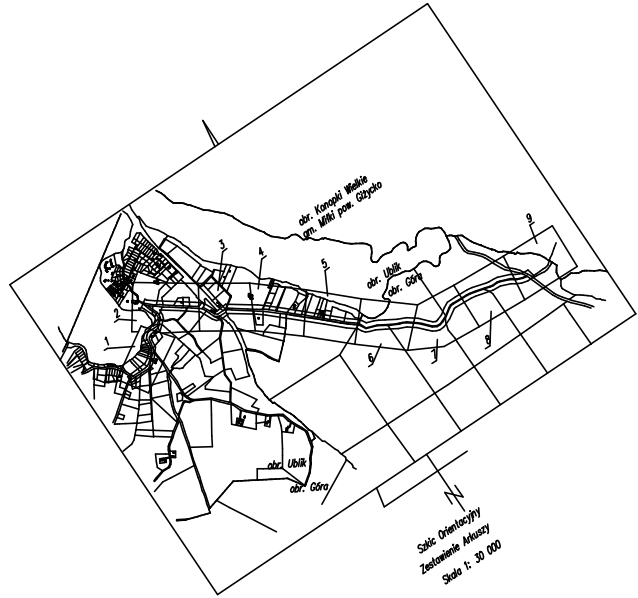 obr. Konopki Wielkie
gm. Miłki pow. Giżycko
9
3
4
5
obr. Ublik
obr. Góra
2
1
6
7
8
obr. Ublik
obr. Góra
N
Szkic Orientacyjny
Zestawienie Arkuszy
Skala 1: 30 000